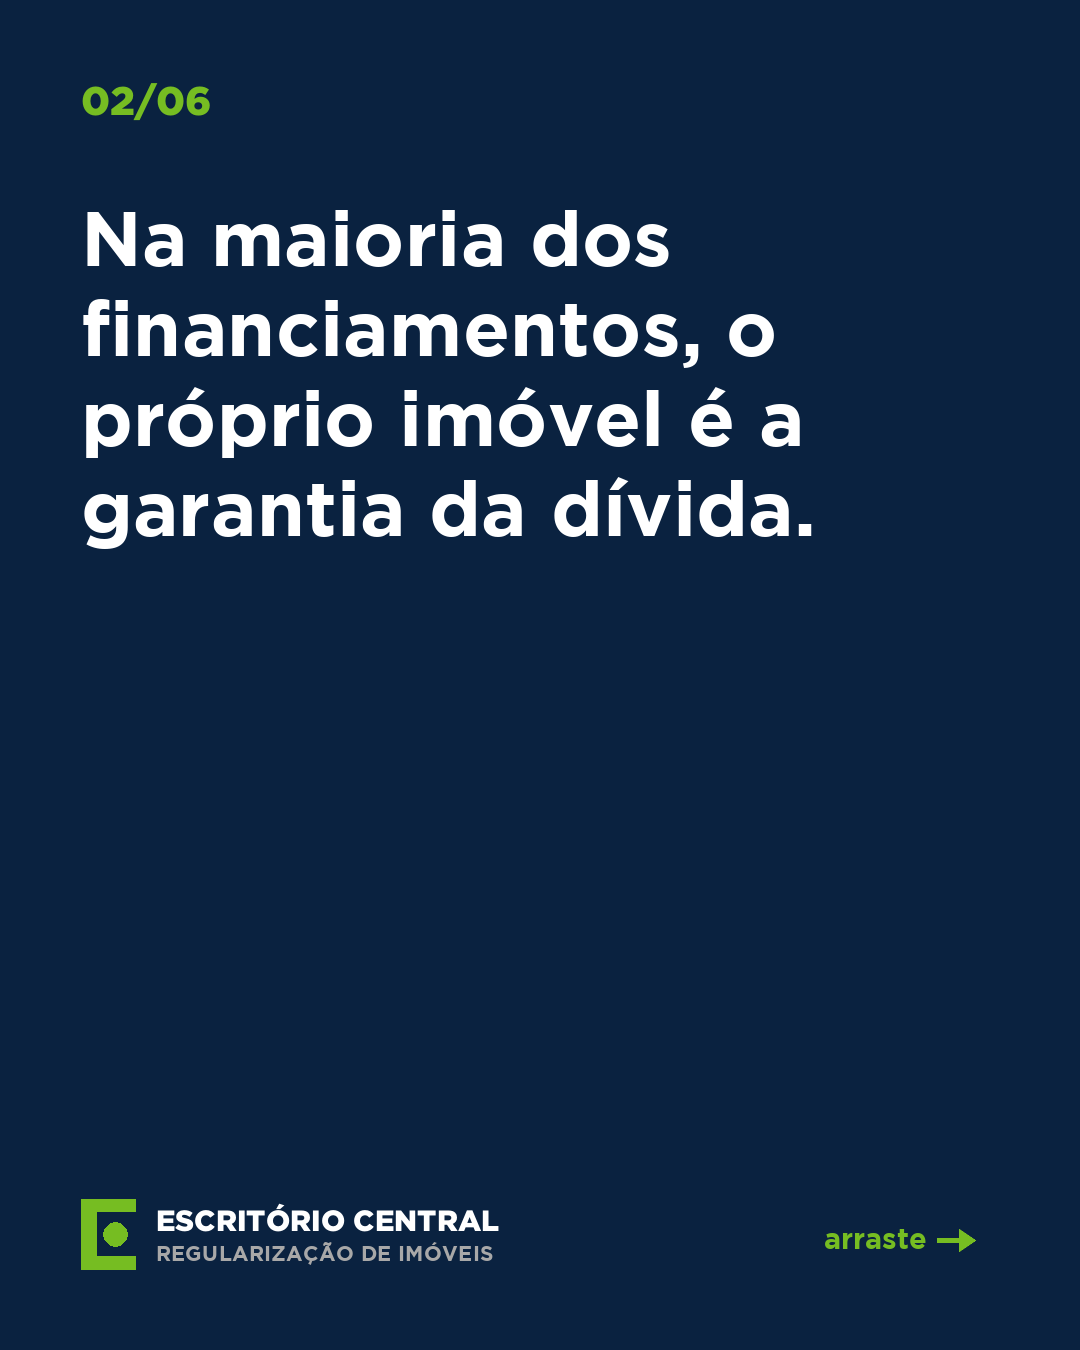 02/06
Na maioria dos
financiamentos, o
próprio imóvel é a
garantia da dívida.
ESCRITÓRIO CENTRAL
REGULARIZAÇÃO DE IMÓVEIS
arraste